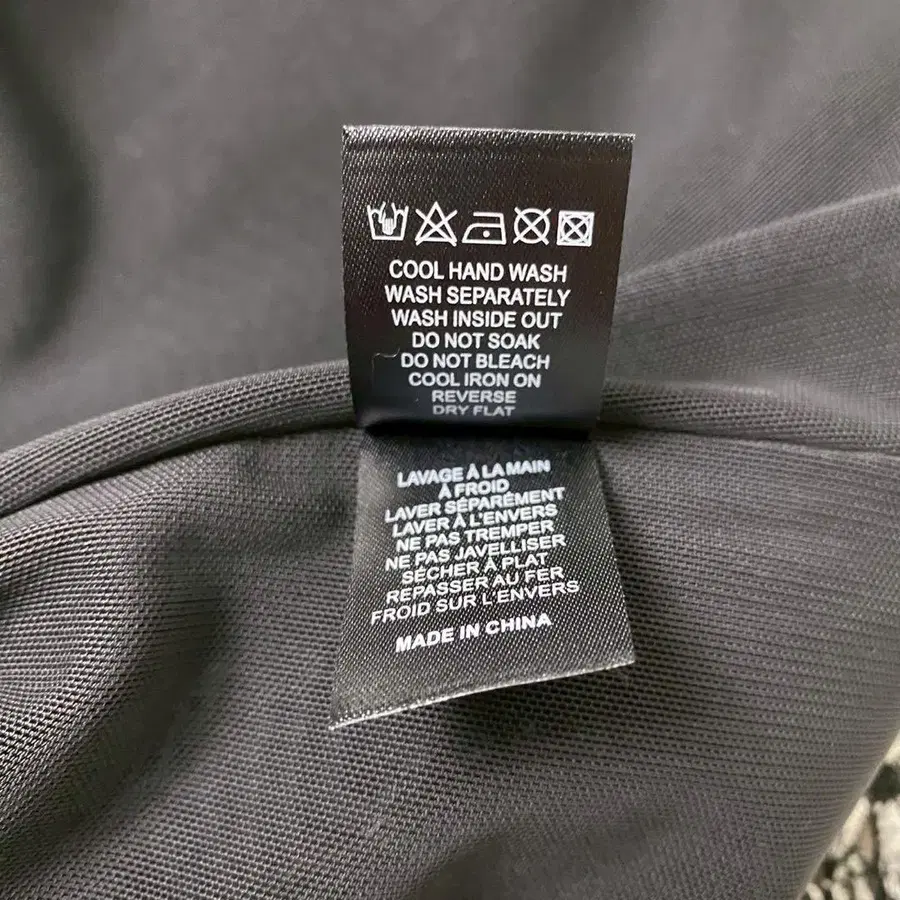 COOL HAND WASH
WASH SEPARATELY
WASH INSIDE OUT
DO NOT SOAK
DO NOT BLEACH
COOL IRON ON
REVERSE
DRY FLAT
LAVAGE À LA MAIN
À FROID
LAVER SÉPARÉMENT
LAVER À L'ENVERS
NE PAS TREMPER
NE PAS JAVELLISER
SÉCHER À PLAT
REPASSER AU FER
FROID SUR L'ENVERS
MADE IN CHINA